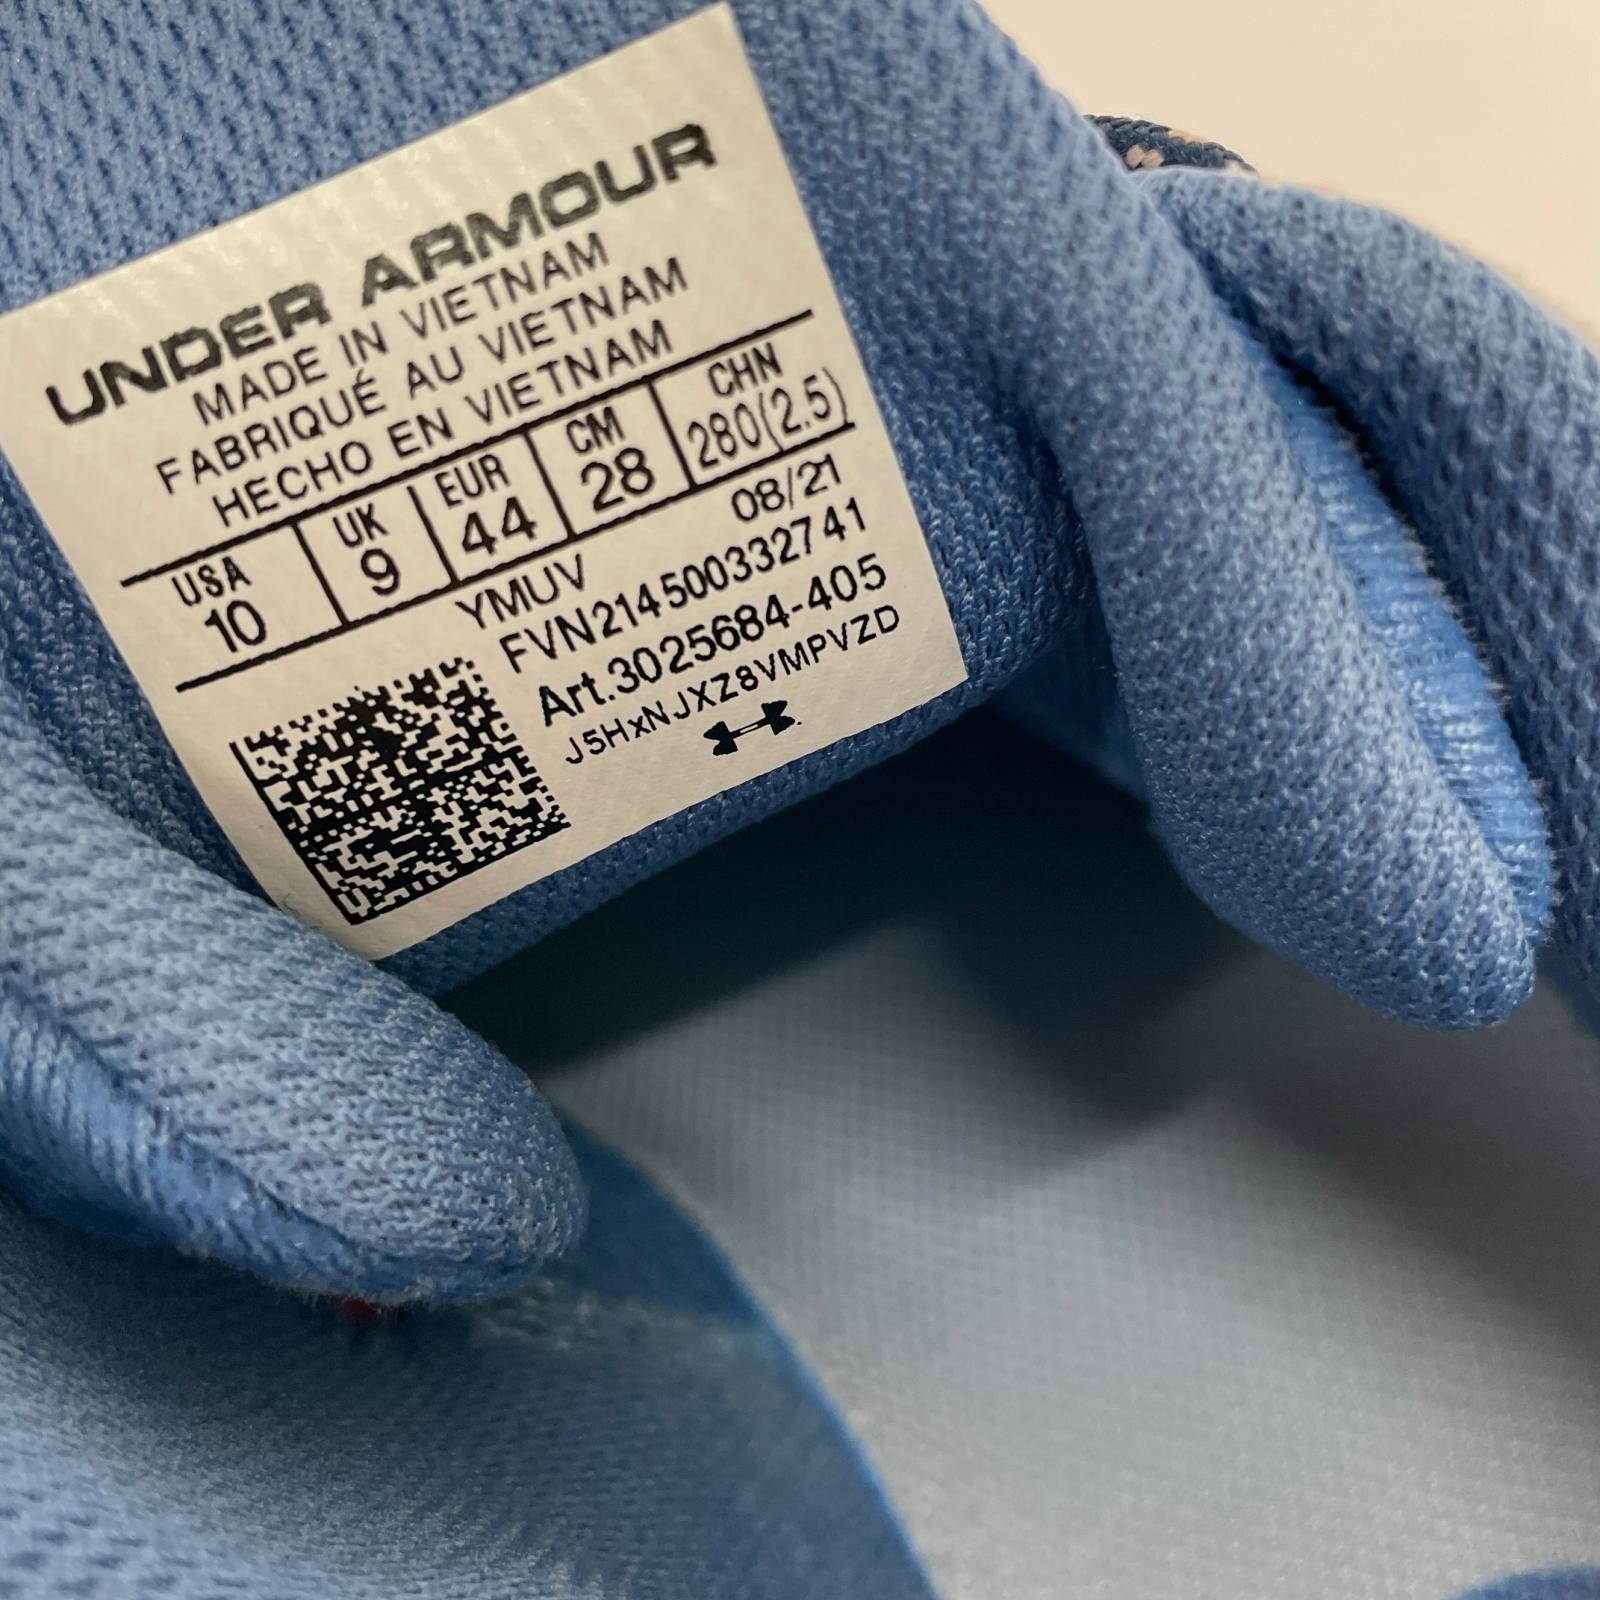 UNDER ARMOUR
MADE IN VIETNAM
FABRIQUÉ AU VIETNAM
HECHO EN VIETNAM
USA UK EUR CM CHN
10 9 44 28 280(2.5)
YMUV 08/21
FVN214500332741
Art.3025684-405
J5HxNJXZ8VMPVZD